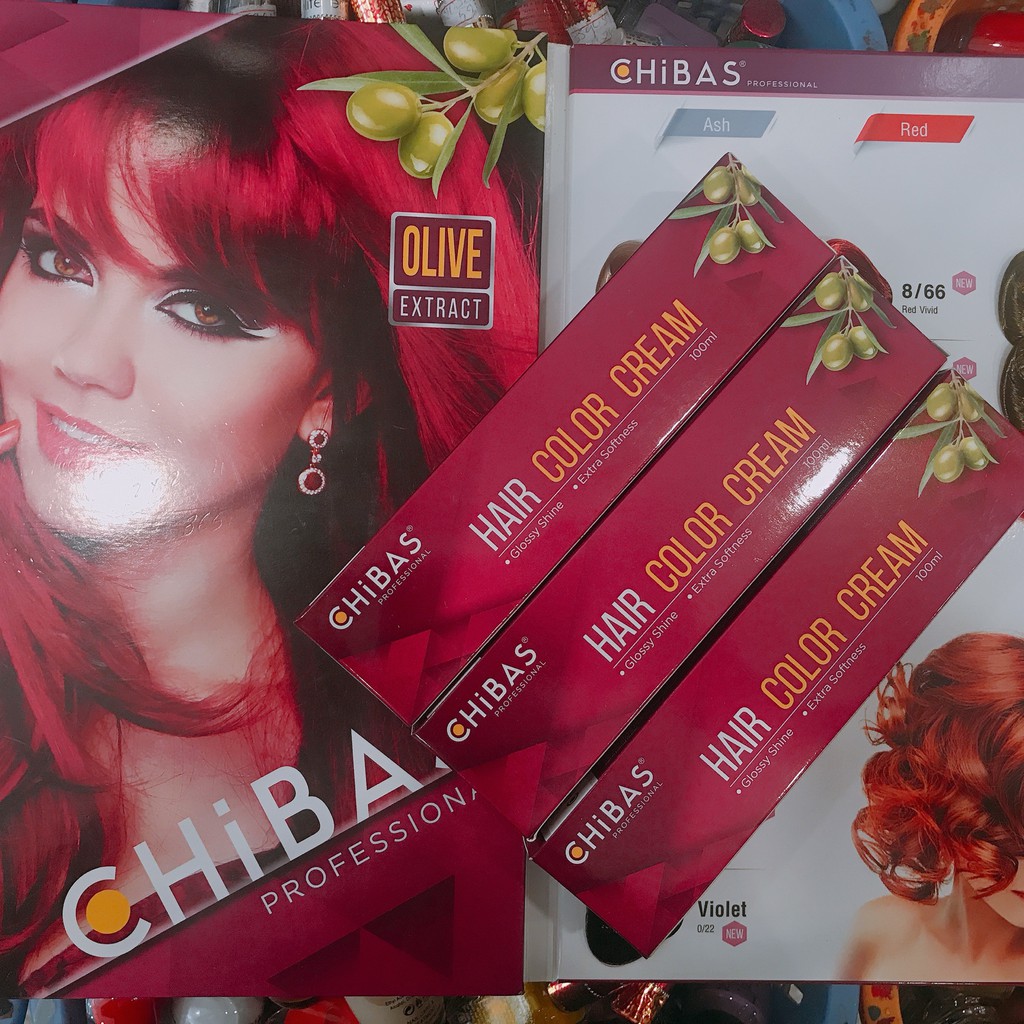 CHiBAS® PROFESSIONAL
Ash
Red
OLIVE
EXTRACT
8/66
NEW
Red Vivid
NEW
HAIR COLOR CREAM
100ml
• Glossy Shine • Extra Softness
CHiBAS®
PROFESSIONAL
HAIR COLOR CREAM
100ml
• Glossy Shine • Extra Softness
CHiBAS®
PROFESSIONAL
HAIR COLOR CREAM
100ml
• Glossy Shine • Extra Softness
CHiBAS®
PROFESSIONAL
CHiBAS
PROFESSIONA
Violet
0/22
NEW